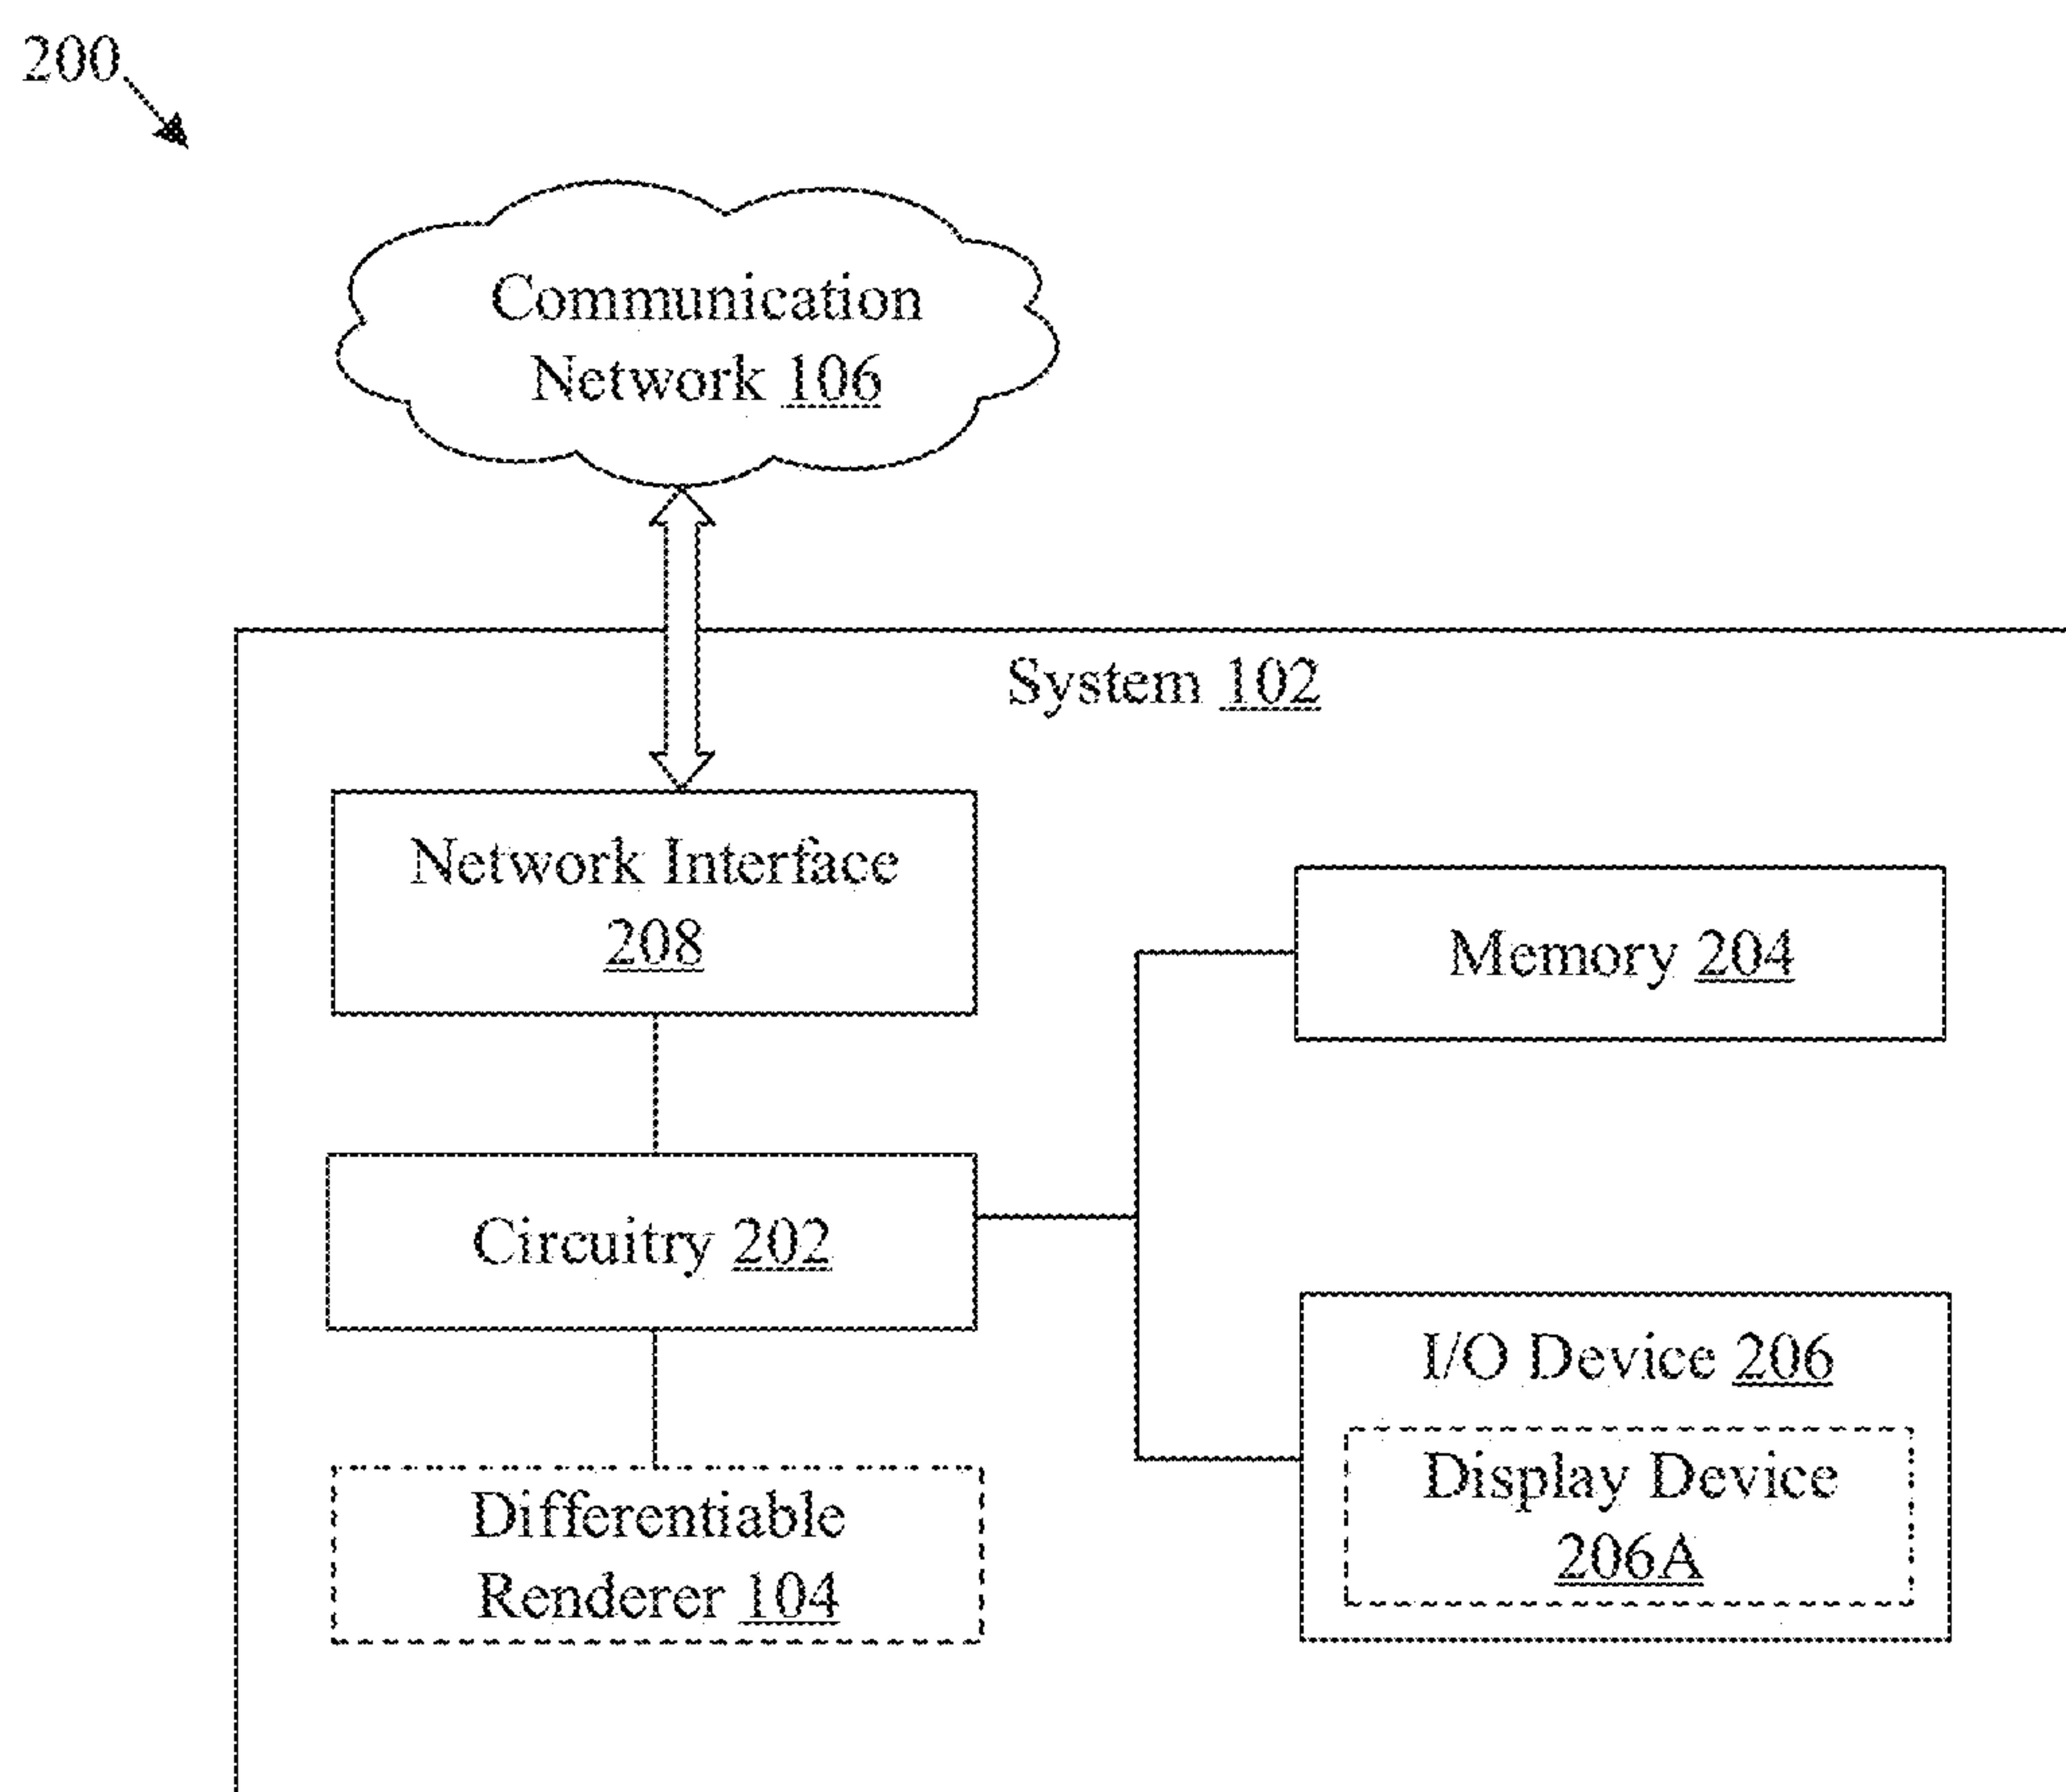 200
Communication
Network 106
System 102
Network Interface
208
Memory 204
Circuitry 202
I/O Device 206
Display Device
206A
Differentiable
Renderer 104